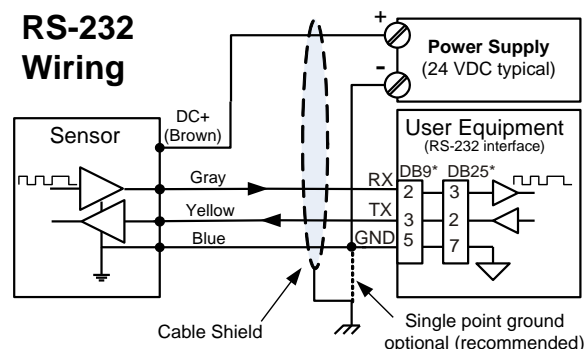 RS-232
Wiring
+
-
Power Supply
(24 VDC typical)
DC+
(Brown)
Sensor
User Equipment
(RS-232 interface)
DB9*
DB25*
Gray
RX
2
3
Yellow
TX
3
2
Blue
GND
5
7
Cable Shield
Single point ground
optional (recommended)